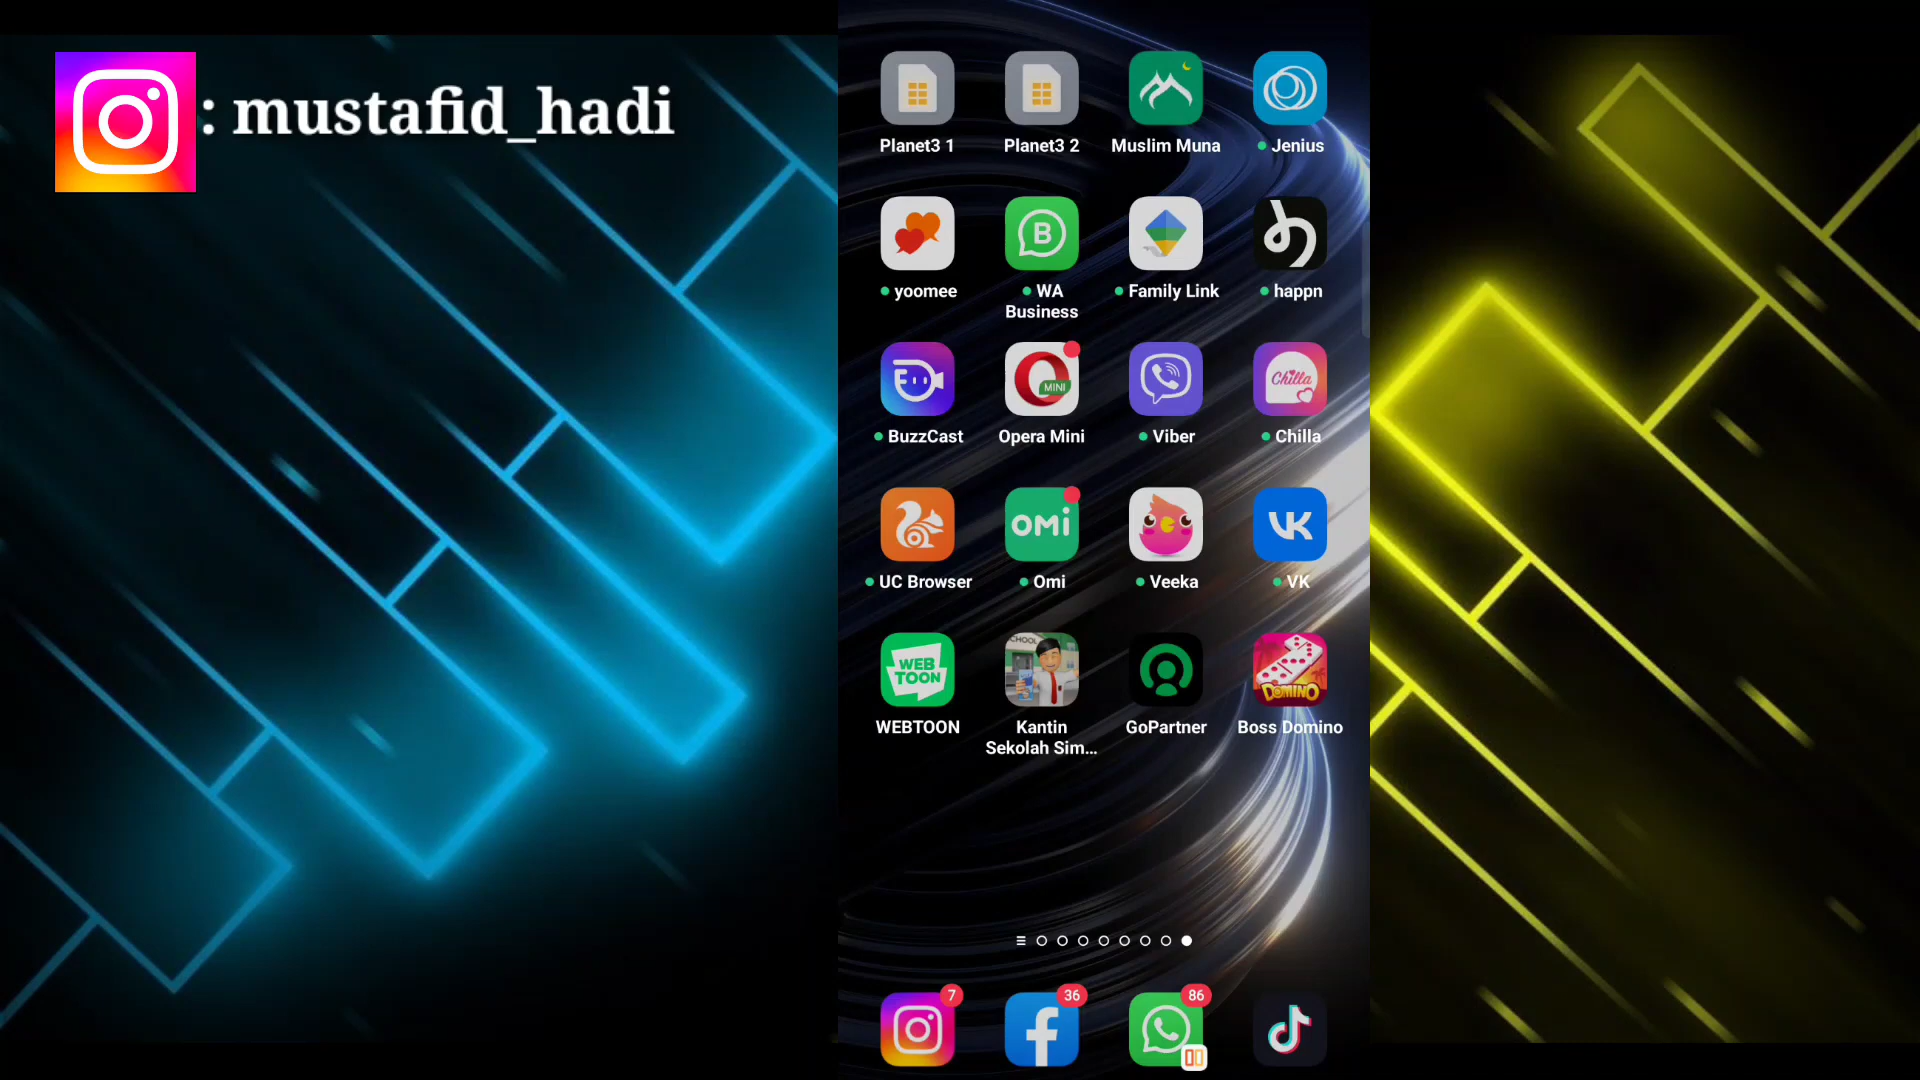 : mustafid_hadi
Planet3 1
Planet3 2
Muslim Muna
Jenius
yoomee
B
WA
Business
Family Link
happn
BuzzCast
MINI
Opera Mini
Viber
Chilla
Chilla
UC Browser
OMi
Omi
Veeka
VK
VK
WEB
TOON
WEBTOON
SCHOOL
Kantin
Sekolah Sim...
GoPartner
DOMINO
Boss Domino
7
36
86